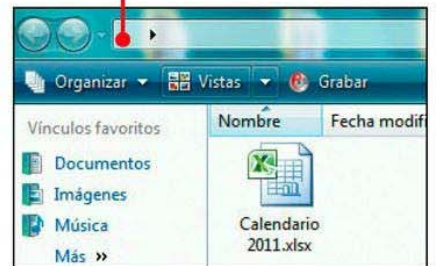 Organizar Vistas Grabar
Vínculos favoritos Nombre Fecha modifi
Documentos
Imágenes
Música
Más »
Calendario
2011.xlsx